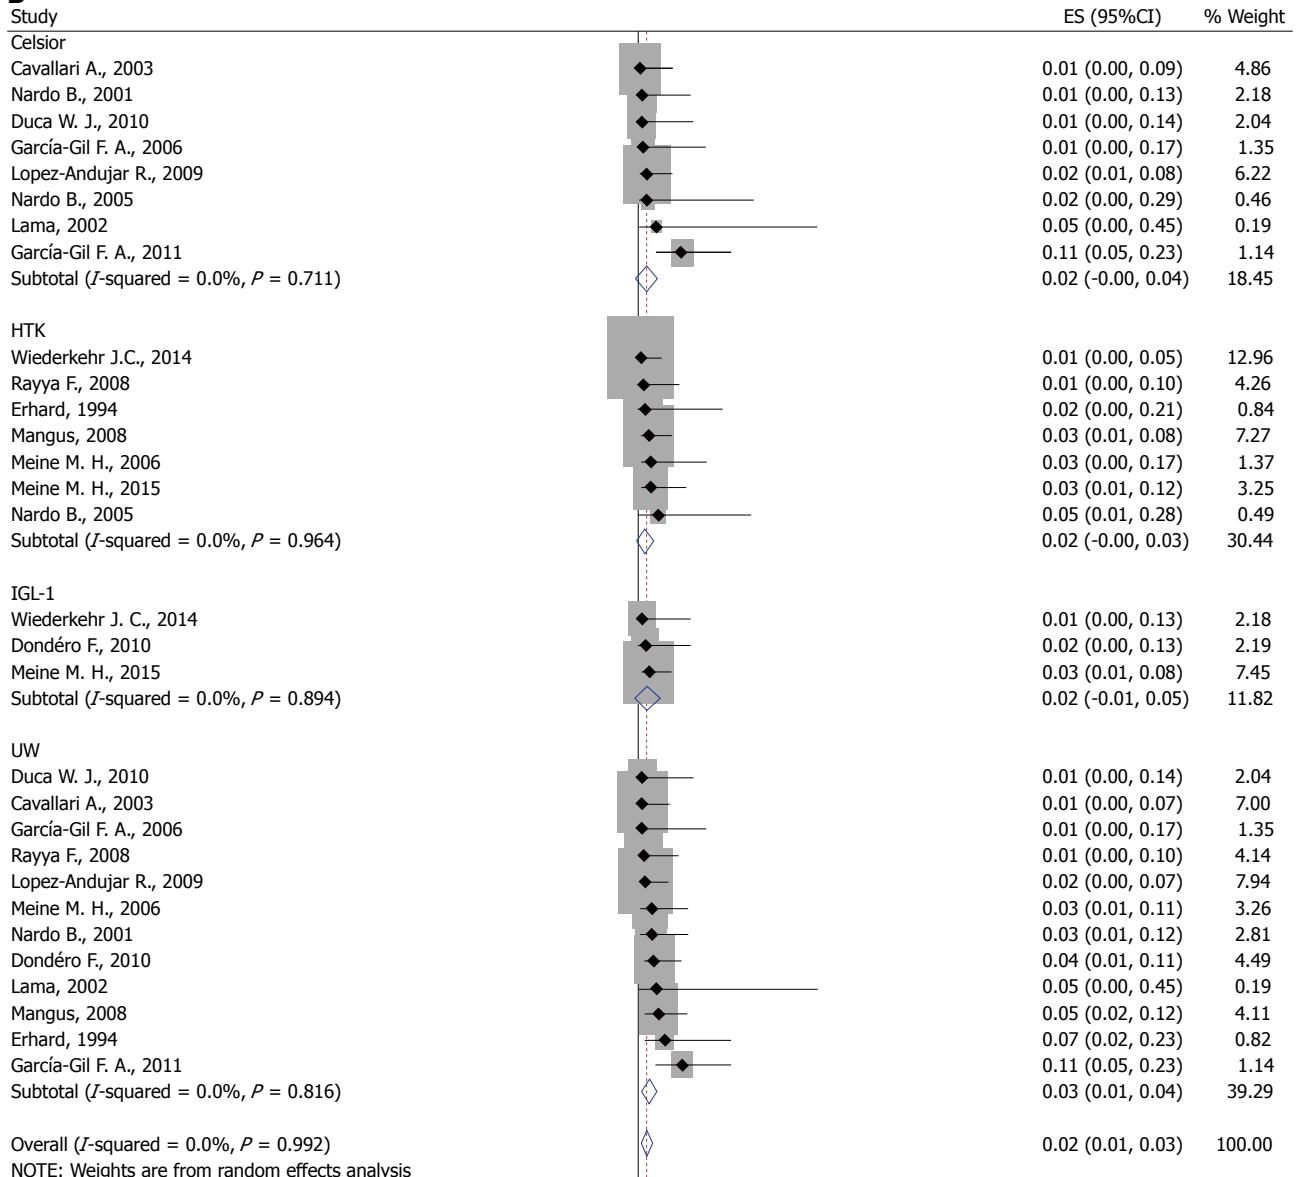 Study ES (95%CI) % Weight
Celsior
Cavallari A., 2003 0.01 (0.00, 0.09) 4.86
Nardo B., 2001 0.01 (0.00, 0.13) 2.18
Duca W. J., 2010 0.01 (0.00, 0.14) 2.04
García-Gil F. A., 2006 0.01 (0.00, 0.17) 1.35
Lopez-Andujar R., 2009 0.02 (0.01, 0.08) 6.22
Nardo B., 2005 0.02 (0.00, 0.29) 0.46
Lama, 2002 0.05 (0.00, 0.45) 0.19
García-Gil F. A., 2011 0.11 (0.05, 0.23) 1.14
Subtotal (I-squared = 0.0%, P = 0.711) 0.02 (-0.00, 0.04) 18.45
HTK
Wiederkehr J.C., 2014 0.01 (0.00, 0.05) 12.96
Rayya F., 2008 0.01 (0.00, 0.10) 4.26
Erhard, 1994 0.02 (0.00, 0.21) 0.84
Mangus, 2008 0.03 (0.01, 0.08) 7.27
Meine M. H., 2006 0.03 (0.00, 0.17) 1.37
Meine M. H., 2015 0.03 (0.01, 0.12) 3.25
Nardo B., 2005 0.05 (0.01, 0.28) 0.49
Subtotal (I-squared = 0.0%, P = 0.964) 0.02 (-0.00, 0.03) 30.44
IGL-1
Wiederkehr J. C., 2014 0.01 (0.00, 0.13) 2.18
Dondéro F., 2010 0.02 (0.00, 0.13) 2.19
Meine M. H., 2015 0.03 (0.01, 0.08) 7.45
Subtotal (I-squared = 0.0%, P = 0.894) 0.02 (-0.01, 0.05) 11.82
UW
Duca W. J., 2010 0.01 (0.00, 0.14) 2.04
Cavallari A., 2003 0.01 (0.00, 0.07) 7.00
García-Gil F. A., 2006 0.01 (0.00, 0.17) 1.35
Rayya F., 2008 0.01 (0.00, 0.10) 4.14
Lopez-Andujar R., 2009 0.02 (0.00, 0.07) 7.94
Meine M. H., 2006 0.03 (0.01, 0.11) 3.26
Nardo B., 2001 0.03 (0.01, 0.12) 2.81
Dondéro F., 2010 0.04 (0.01, 0.11) 4.49
Lama, 2002 0.05 (0.00, 0.45) 0.19
Mangus, 2008 0.05 (0.02, 0.12) 4.11
Erhard, 1994 0.07 (0.02, 0.23) 0.82
García-Gil F. A., 2011 0.11 (0.05, 0.23) 1.14
Subtotal (I-squared = 0.0%, P = 0.816) 0.03 (0.01, 0.04) 39.29
Overall (I-squared = 0.0%, P = 0.992) 0.02 (0.01, 0.03) 100.00
NOTE: Weights are from random effects analysis